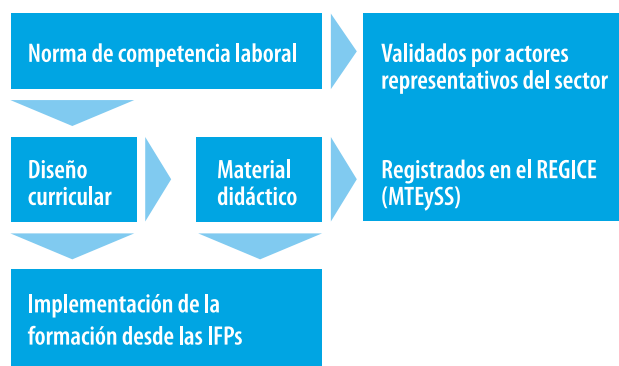 Norma de competencia laboral
Validados por actores
representativos del sector
Diseño
curricular
Material
didáctico
Registrados en el REGICE
(MTEySS)
Implementación de la
formación desde las IFPs